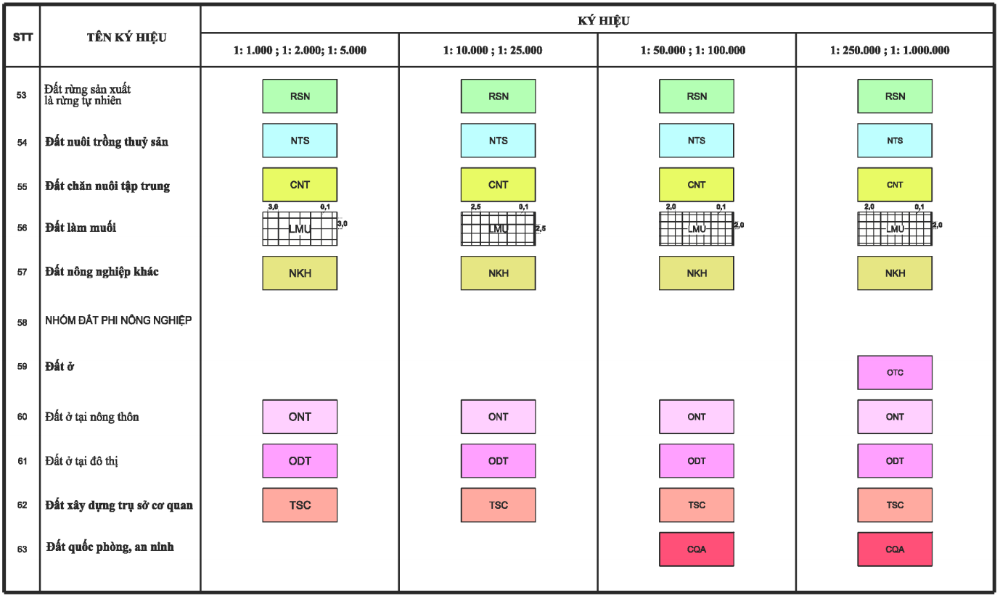 STT
TÊN KÝ HIỆU
KÝ HIỆU
1: 1.000 ; 1: 2.000; 1: 5.000
1: 10.000 ; 1: 25.000
1: 50.000 ; 1: 100.000
1: 250.000 ; 1: 1.000.000
53
Đất rừng sản xuất
là rừng tự nhiên
RSN
RSN
RSN
RSN
54
Đất nuôi trồng thuỷ sản
NTS
NTS
NTS
NTS
55
Đất chăn nuôi tập trung
CNT
CNT
CNT
CNT
56
Đất làm muối
3,0
0,1
LMU
3,0
2,5
0,1
LMU
2,5
2,0
0,1
LMU
2,0
2,0
0,1
LMU
2,0
57
Đất nông nghiệp khác
NKH
NKH
NKH
NKH
58
NHÓM ĐẤT PHI NÔNG NGHIỆP
59
Đất ở
OTC
60
Đất ở tại nông thôn
ONT
ONT
ONT
ONT
61
Đất ở tại đô thị
ODT
ODT
ODT
ODT
62
Đất xây dựng trụ sở cơ quan
TSC
TSC
TSC
TSC
63
Đất quốc phòng, an ninh
CQA
CQA